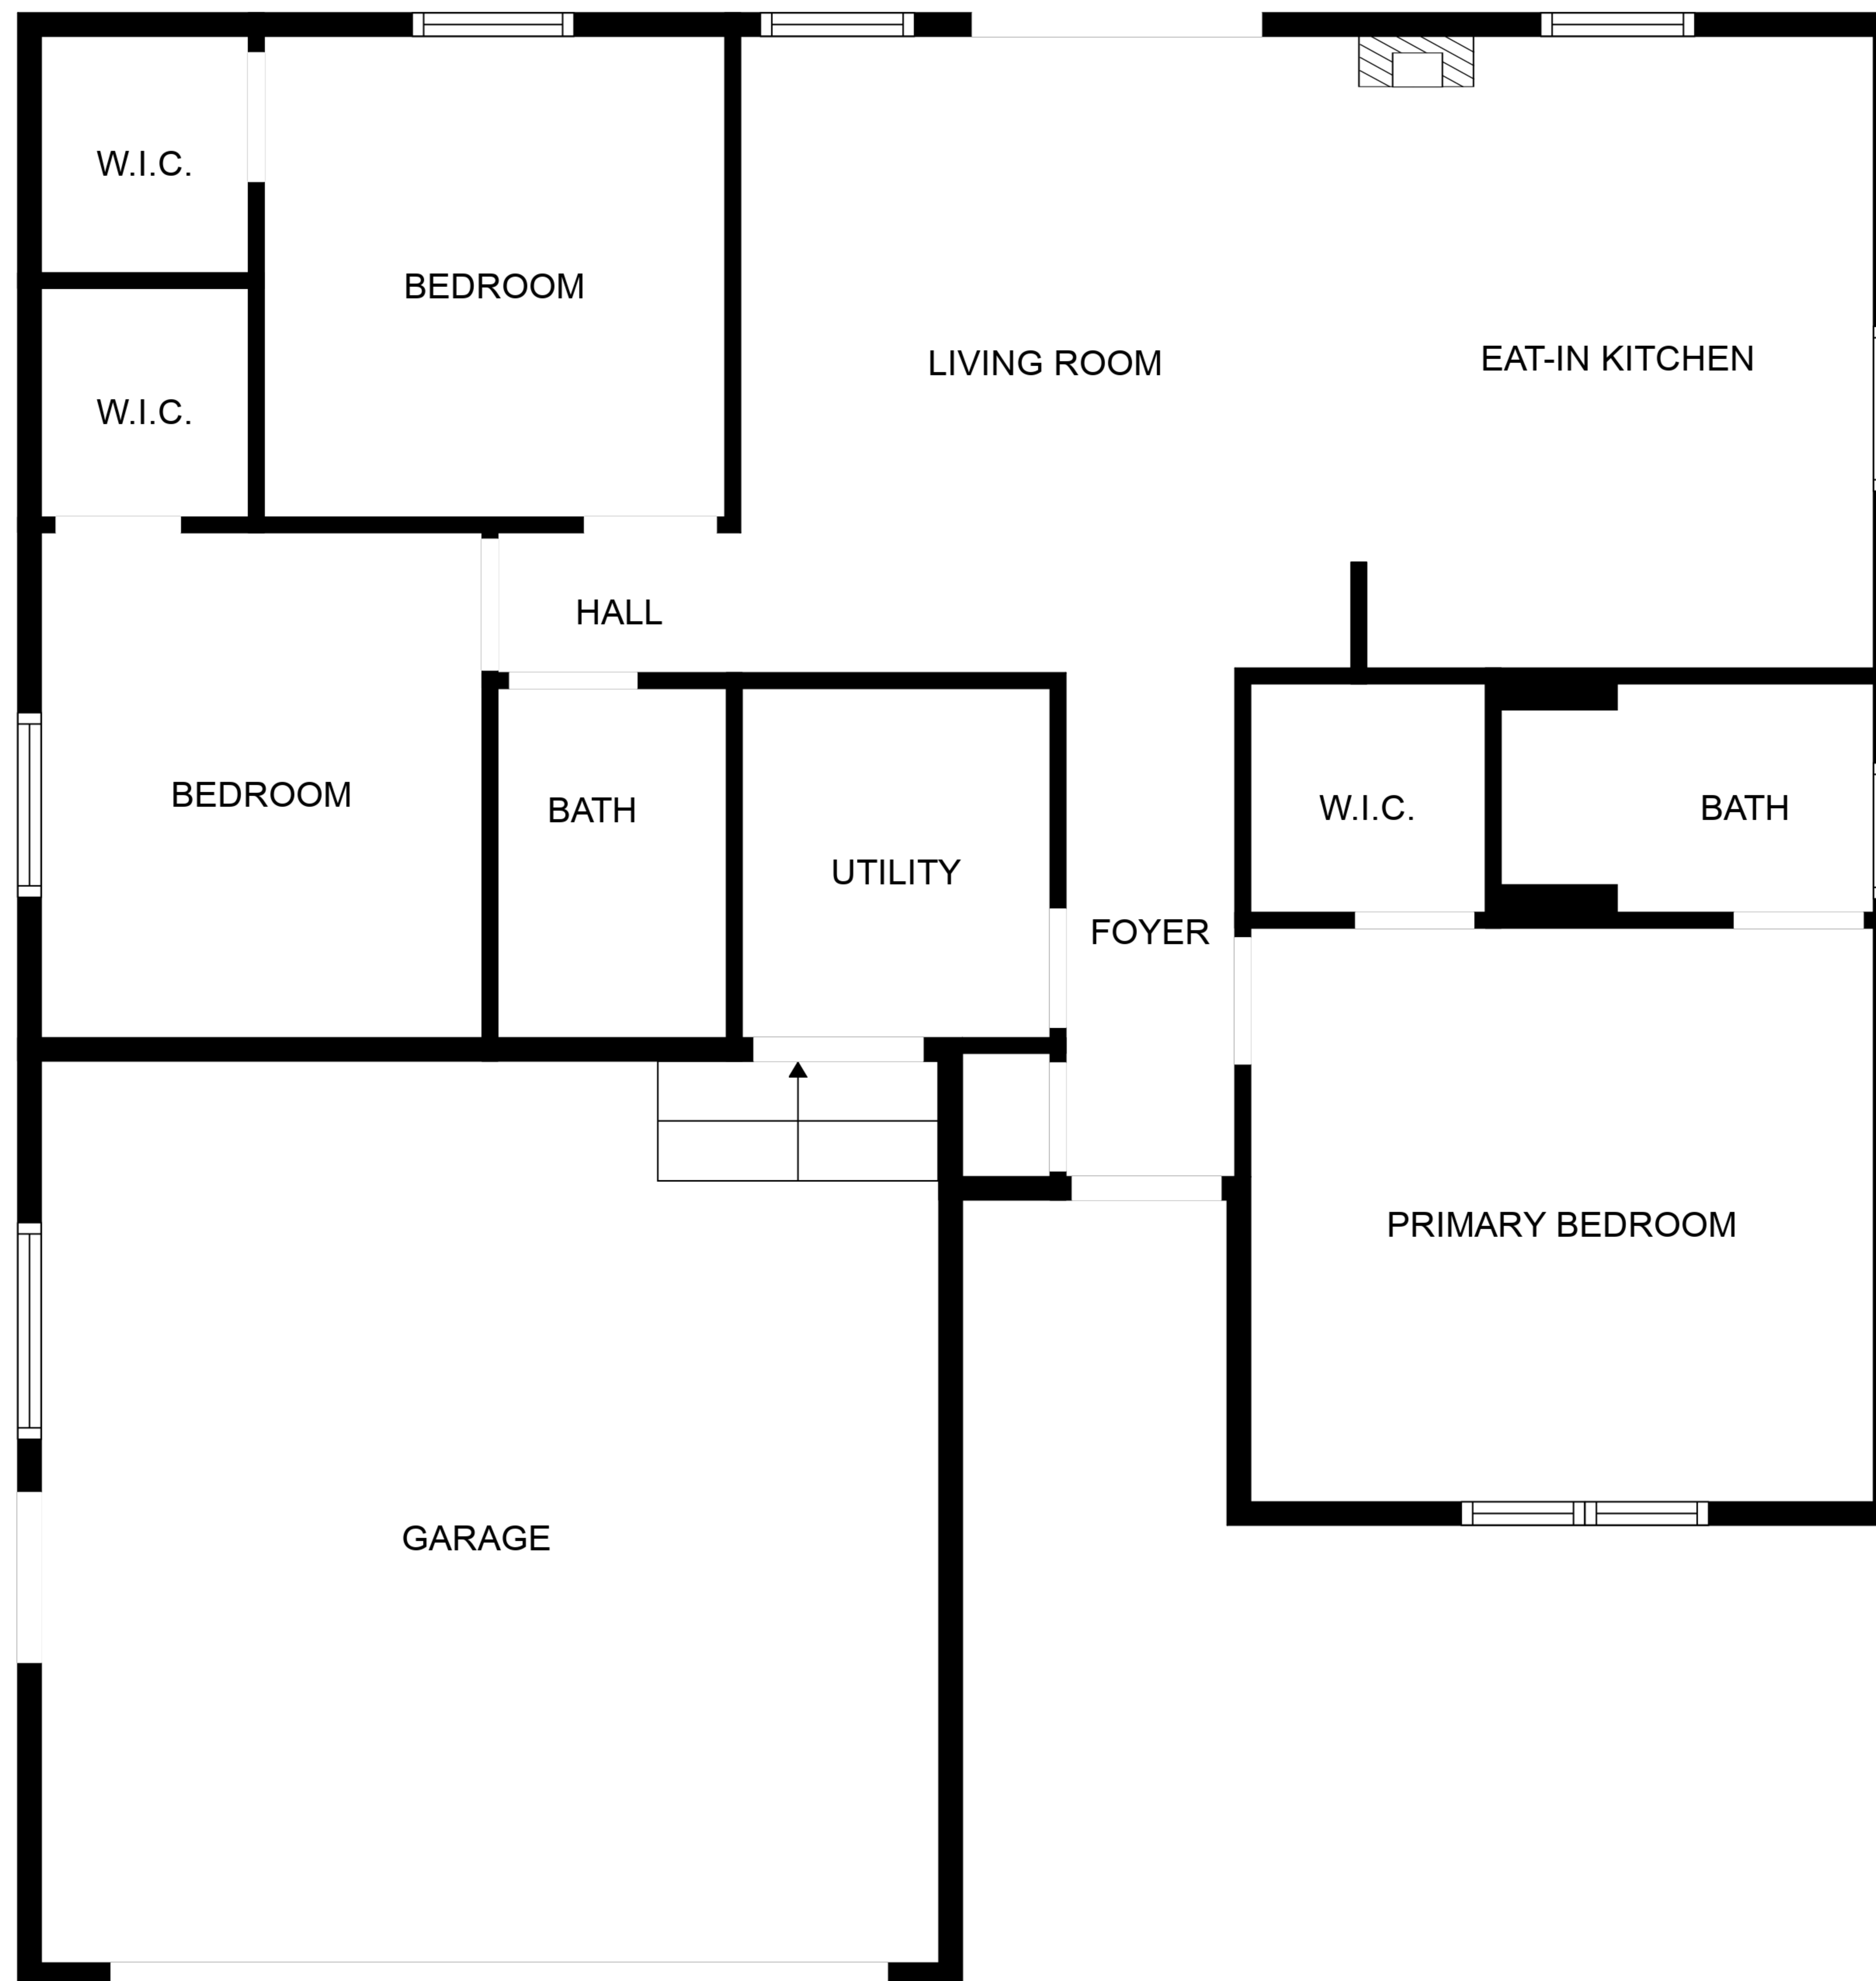 W.I.C.
BEDROOM
LIVING ROOM
EAT-IN KITCHEN
W.I.C.
HALL
BEDROOM
BATH
UTILITY
FOYER
W.I.C.
BATH
PRIMARY BEDROOM
GARAGE